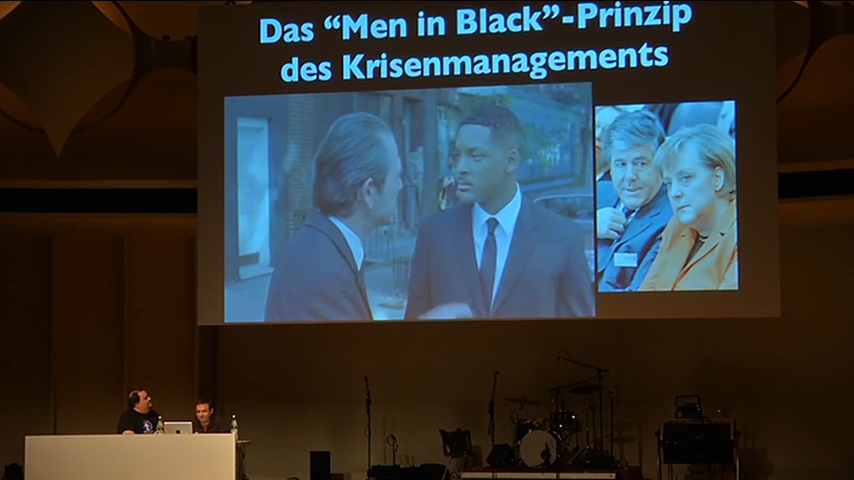 Das “Men in Black”-Prinzip
des Krisenmanagements